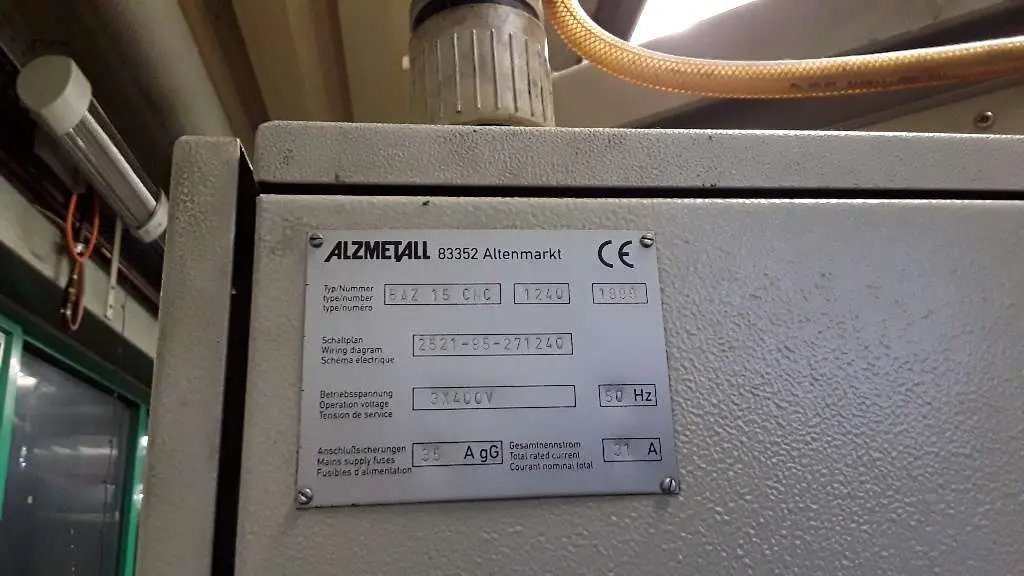 ALZMETALL 83352 Altenmarkt CE
Typ/Nummer
type/number
type/numéro
BAZ 15 CNC 1240 1999
Schaltplan
Wiring diagram
Schema électrique
2521-95-271240
Betriebsspannung
Operation voltage
Tension de service
3X400V 50 Hz
Anschlußsicherungen
Mains supply fuses
Fusibles d'alimentation
35 A gG
Gesamtnennstrom
Total rated current
Courant nominal total
31 A